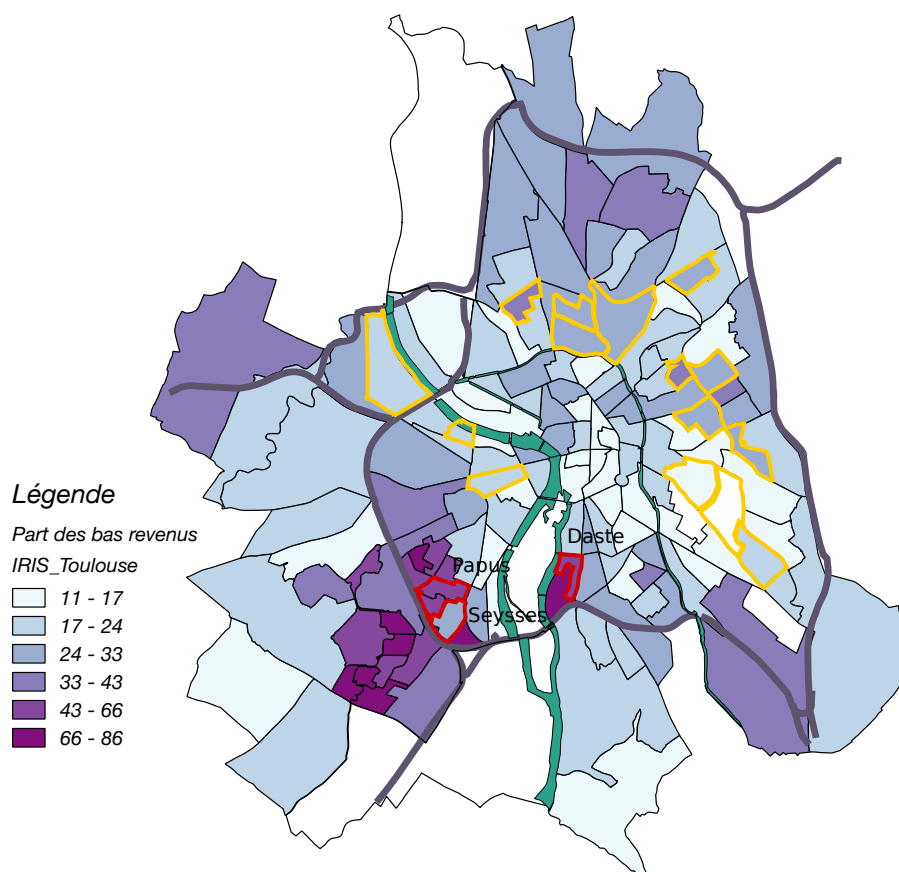 Daste
Papus
Seysses
Légende
Part des bas revenus
IRIS_Toulouse
11 - 17
17 - 24
24 - 33
33 - 43
43 - 66
66 - 86